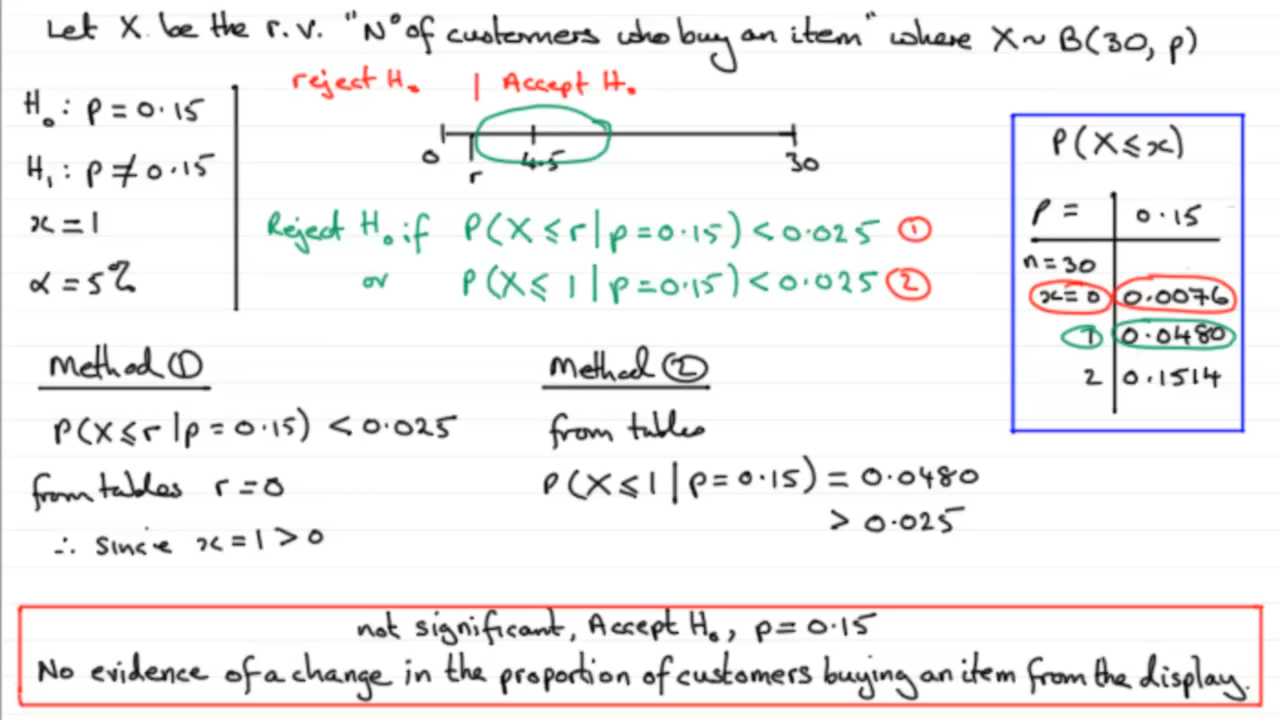 Let X be the r.v. "Nº of customers who buy an item" where X ~ B(30, p)
reject H₀ | Accept H₀
H₀ : p = 0.15
H₁ : p ≠ 0.15
x = 1
α = 5%
0 r 4.5 30
Reject H₀ if P(X ≤ r | p = 0.15) < 0.025 ①
or P(X ≤ 1 | p = 0.15) < 0.025 ②
P(X ≤ x)
p = 0.15
n = 30
x = 0 0.0076
1 0.0480
2 0.1514
Method ①
P(X ≤ r | p = 0.15) < 0.025
from tables r = 0
∴ since x = 1 > 0
Method ②
from tables
P(X ≤ 1 | p = 0.15) = 0.0480
> 0.025
not significant, Accept H₀, p = 0.15
No evidence of a change in the proportion of customers buying an item from the display.